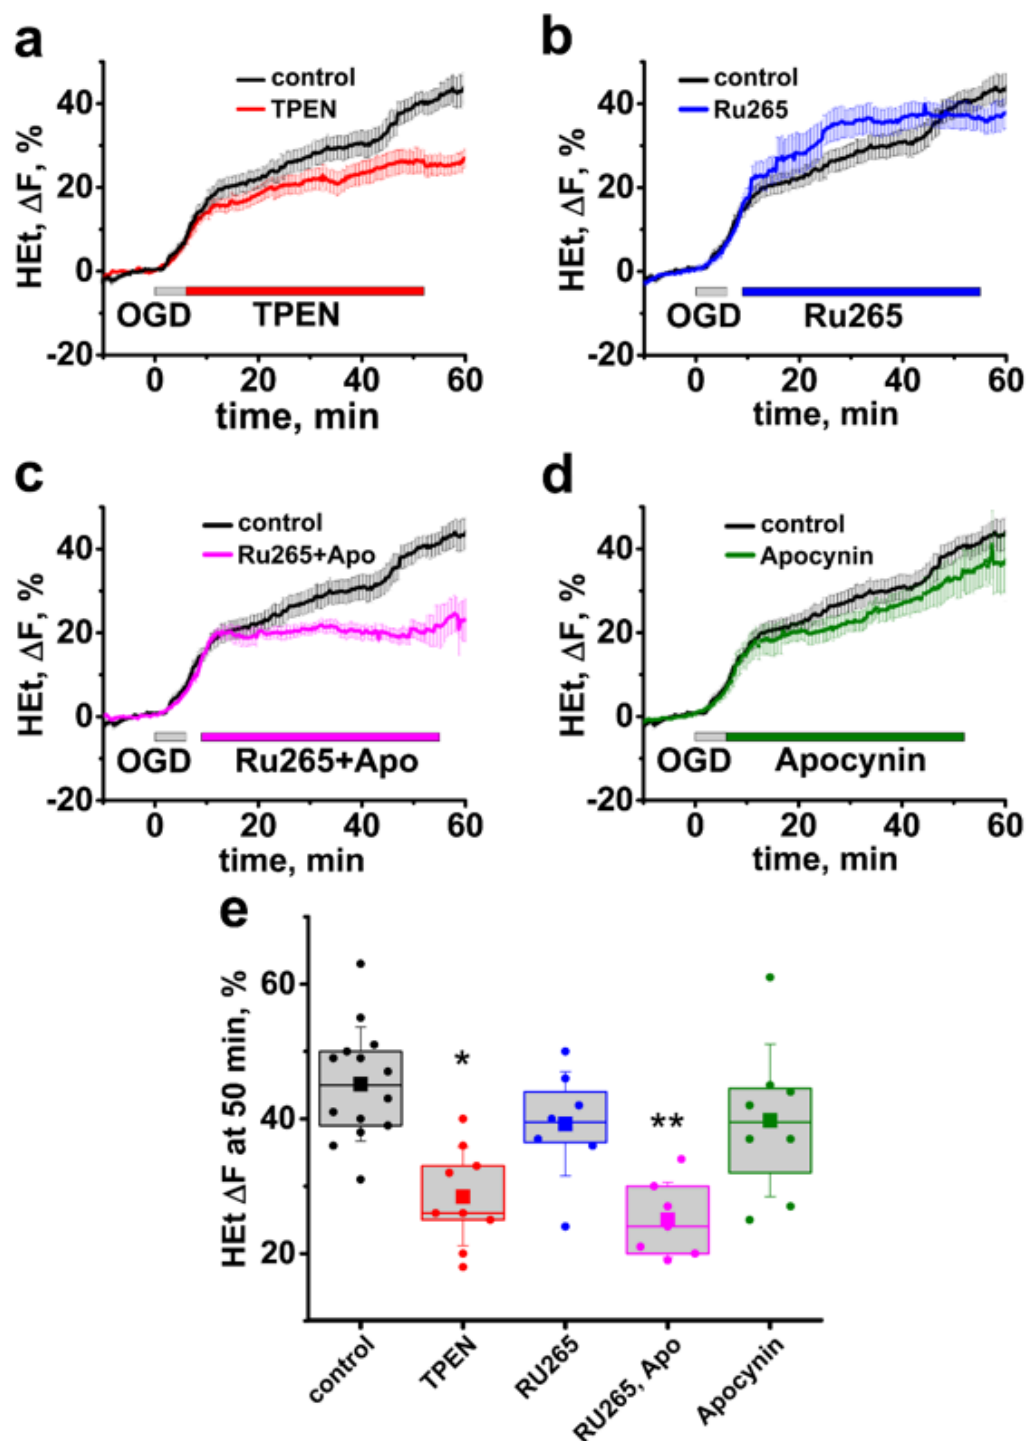 a
control
TPEN
HEt, ΔF, %
40
20
0
-20
OGD
TPEN
0 20 40 60
time, min
b
control
Ru265
HEt, ΔF, %
40
20
0
-20
OGD
Ru265
0 20 40 60
time, min
c
control
Ru265+Apo
HEt, ΔF, %
40
20
0
-20
OGD
Ru265+Apo
0 20 40 60
time, min
d
control
Apocynin
HEt, ΔF, %
40
20
0
-20
OGD
Apocynin
0 20 40 60
time, min
e
HEt ΔF at 50 min, %
60
40
20
*
**
control
TPEN
RU265
RU265, Apo
Apocynin